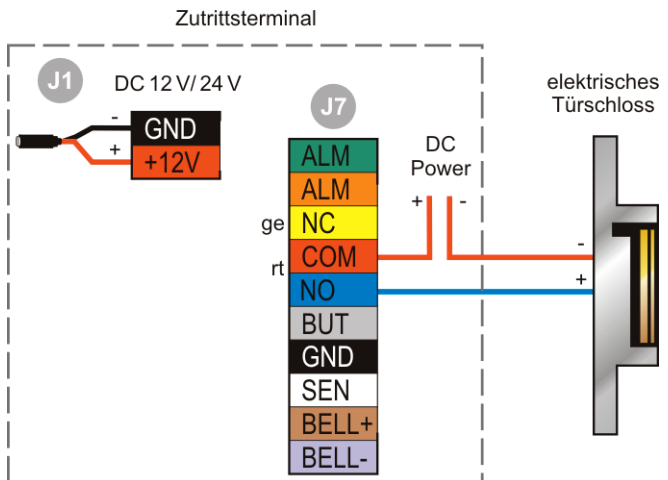 Zutrittsterminal
J1
DC 12 V/ 24 V
-
GND
+
+12V
J7
ALM
ALM
ge
NC
rt
COM
NO
BUT
GND
SEN
BELL+
BELL-
DC
Power
+ -
elektrisches
Türschloss
-
+